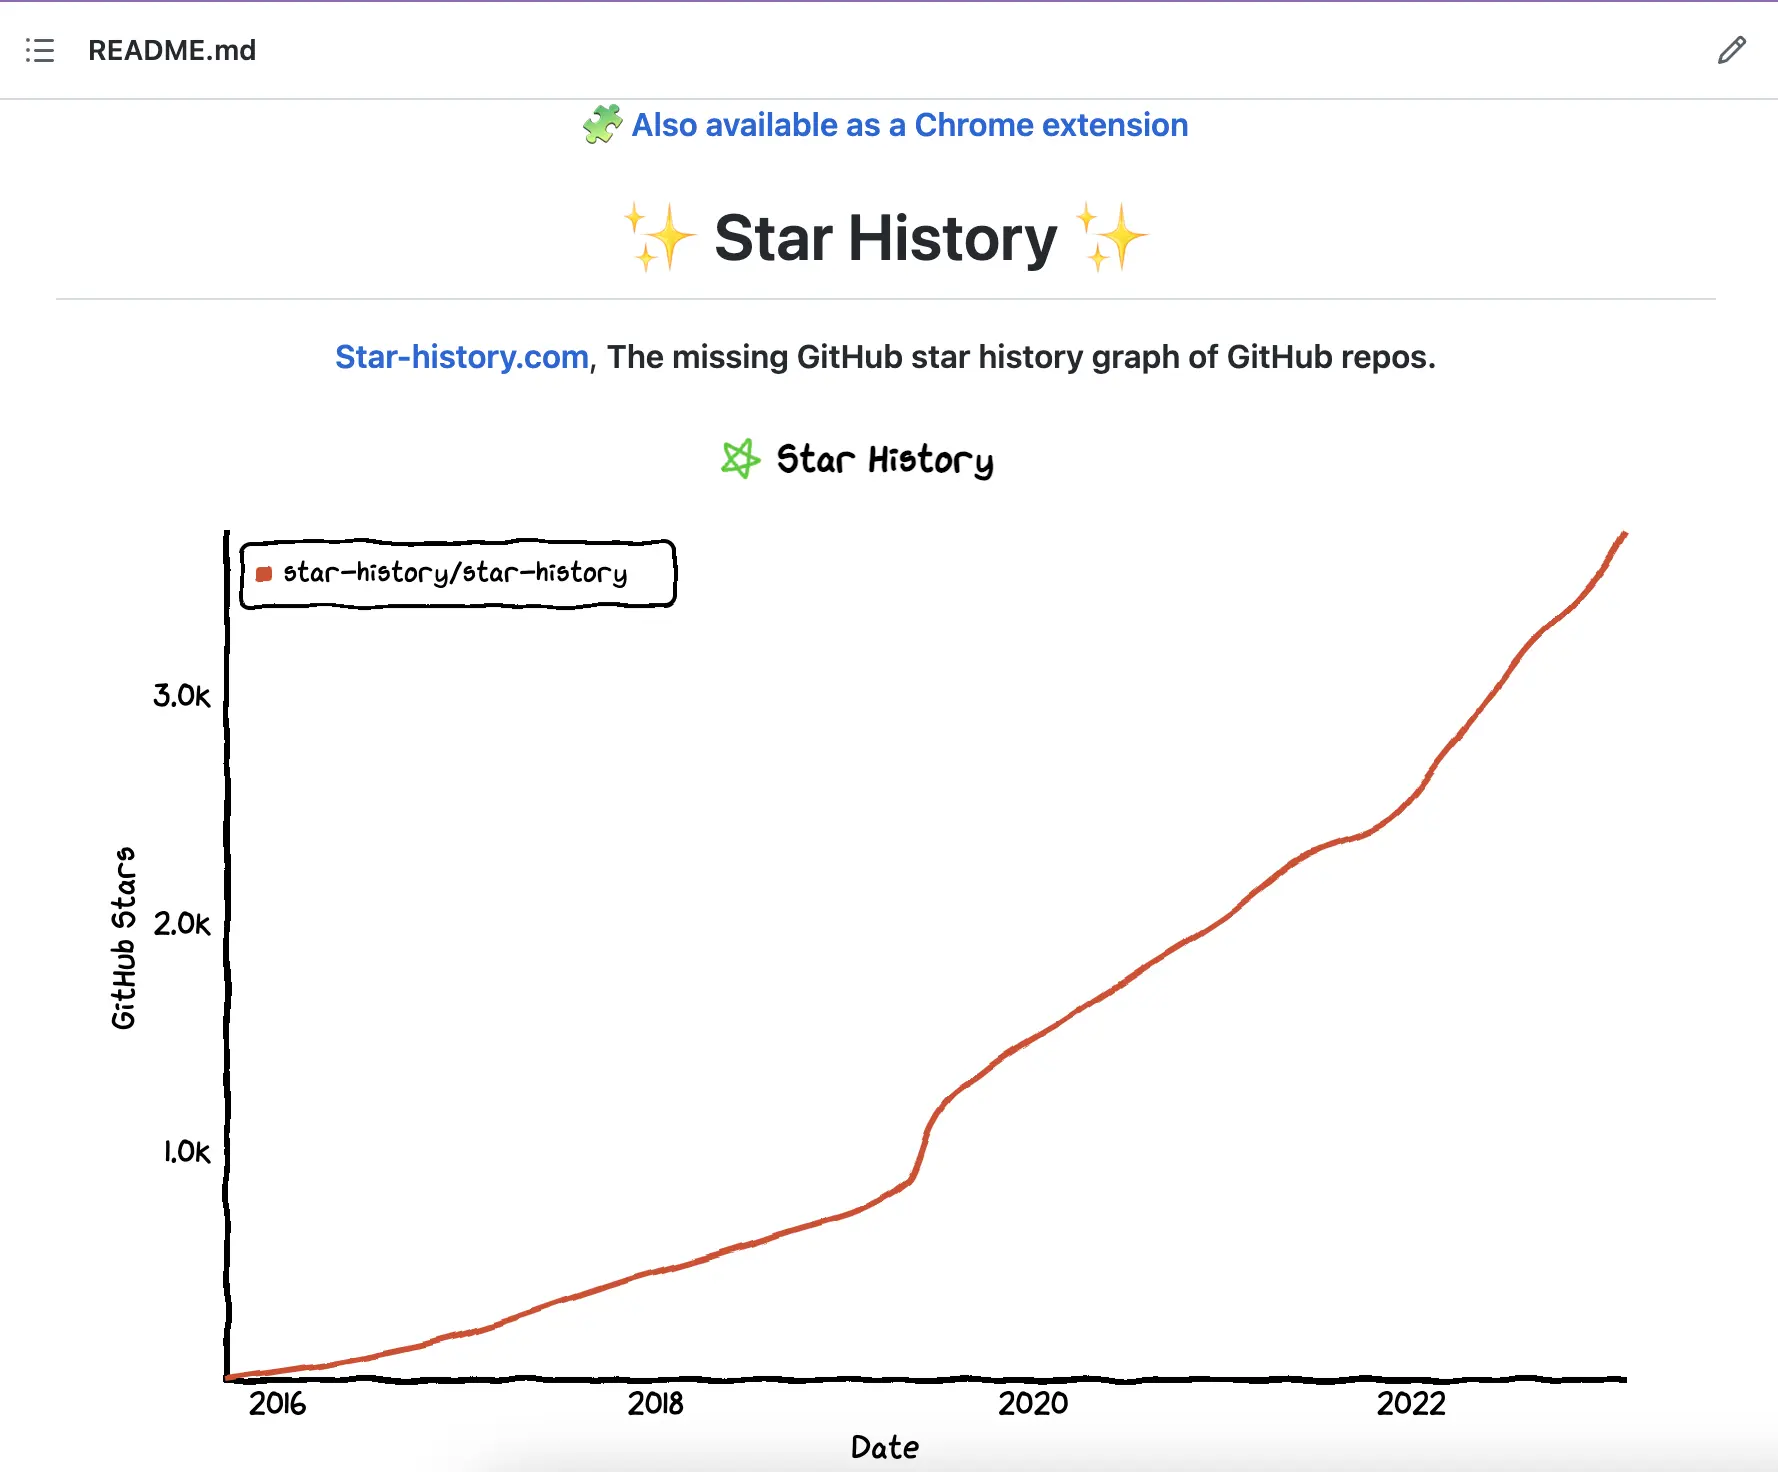 README.md
Also available as a Chrome extension
Star History
Star-history.com, The missing GitHub star history graph of GitHub repos.
Star History
star-history/star-history
3.0K
2.0K
1.0K
GitHub Stars
2016 2018 2020 2022
Date